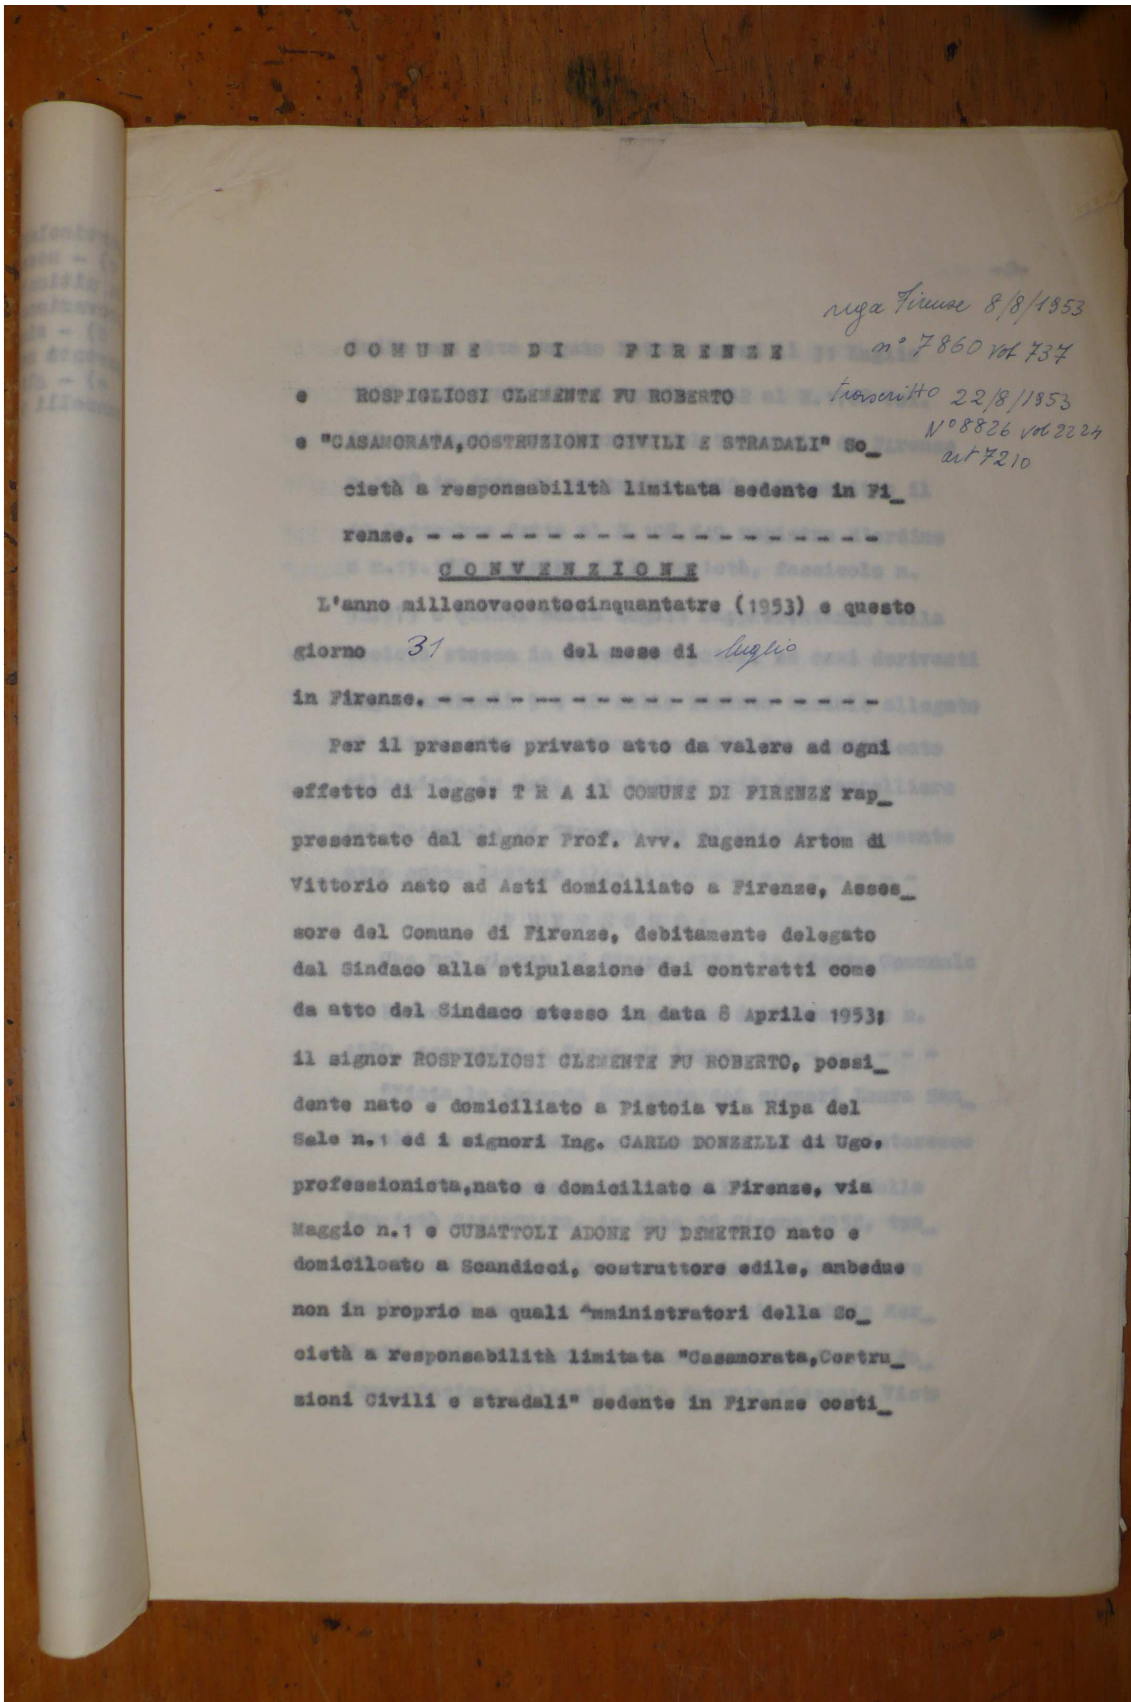 rega Firenze 8/8/1953
n° 7860 vol 737
trascritto 22/8/1953
N° 8826 vol 2224
art 7210
COMUNE DI FIRENZE
e ROSPIGLIOSI CLEMENTE FU ROBERTO
e "CASAMORATA,COSTRUZIONI CIVILI E STRADALI" So_
cietà a responsabilità limitata sedente in Fi_
renze. - - - - - - - - - - - - - - - - - - -
CONVENZIONE
L'anno millenovecentocinquantatre (1953) e questo
giorno 31 del mese di luglio
in Firenze. - - - - - - - - - - - - - - - - - - -
Per il presente privato atto da valere ad ogni
effetto di legge: T R A il COMUNE DI FIRENZE rap_
presentato dal signor Prof. Avv. Eugenio Artom di
Vittorio nato ad Asti domiciliato a Firenze, Asses_
sore del Comune di Firenze, debitamente delegato
dal Sindaco alla stipulazione dei contratti come
da atto del Sindaco stesso in data 8 Aprile 1953;
il signor ROSPIGLIOSI CLEMENTE FU ROBERTO, possi_
dente nato e domiciliato a Pistoia via Ripa del
Sale n.1 ed i signori Ing. CARLO DONZELLI di Ugo,
professionista,nato e domiciliato a Firenze, via
Maggio n.1 e CUBATTOLI ADONE FU DEMETRIO nato e
domiciloato a Scandicci, costruttore edile, ambedue
non in proprio ma quali Amministratori della So_
cietà a responsabilità limitata "Casamorata,Costru_
zioni Civili e stradali" sedente in Firenze costi_